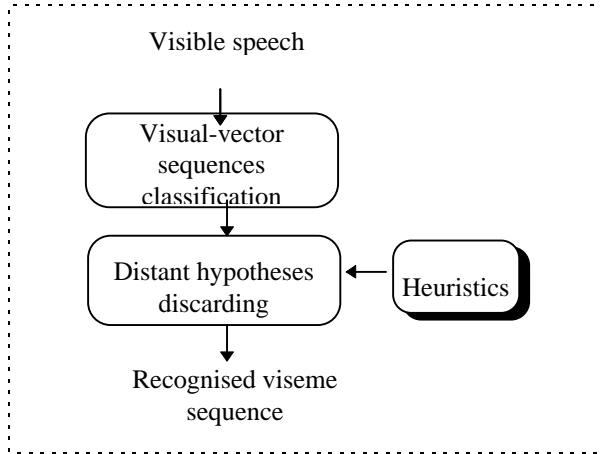 Visible speech
Visual-vector
sequences
classification
Distant hypotheses
discarding
Heuristics
Recognised viseme
sequence